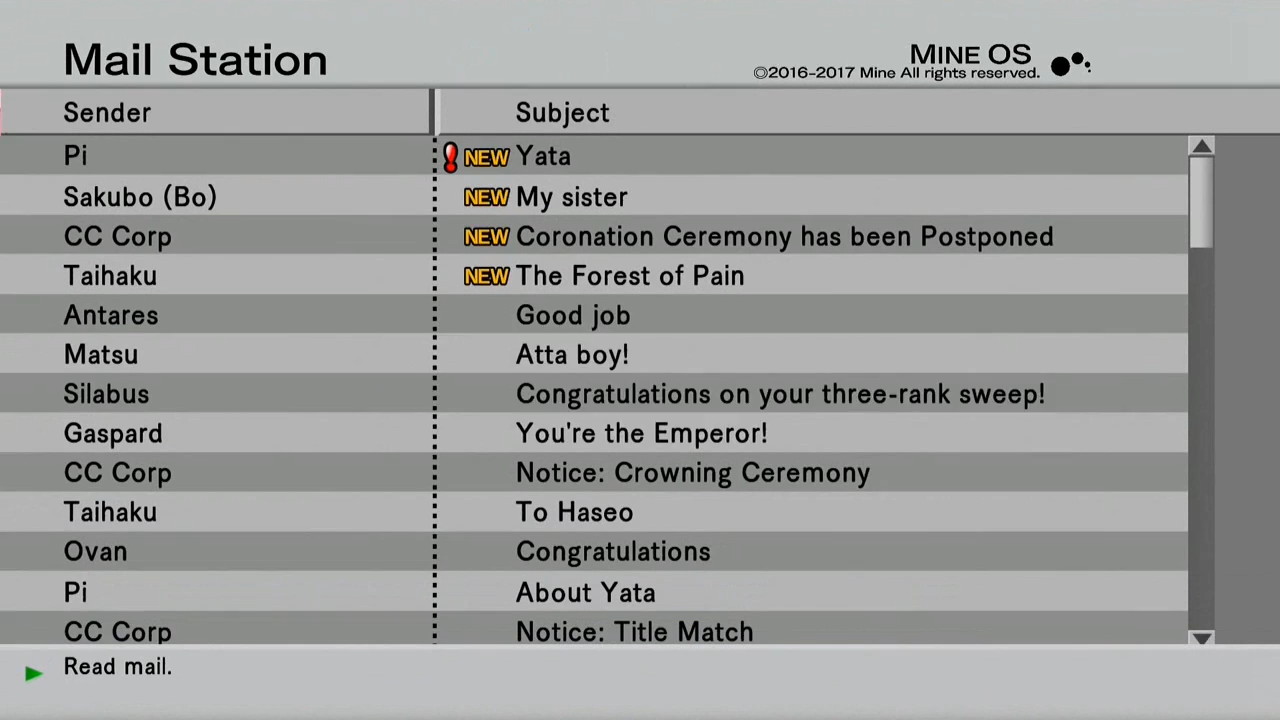 Mail Station
MINE OS
©2016-2017 Mine All rights reserved.
Sender Subject
Pi NEW Yata
Sakubo (Bo) NEW My sister
CC Corp NEW Coronation Ceremony has been Postponed
Taihaku NEW The Forest of Pain
Antares Good job
Matsu Atta boy!
Silabus Congratulations on your three-rank sweep!
Gaspard You're the Emperor!
CC Corp Notice: Crowning Ceremony
Taihaku To Haseo
Ovan Congratulations
Pi About Yata
CC Corp Notice: Title Match
Read mail.